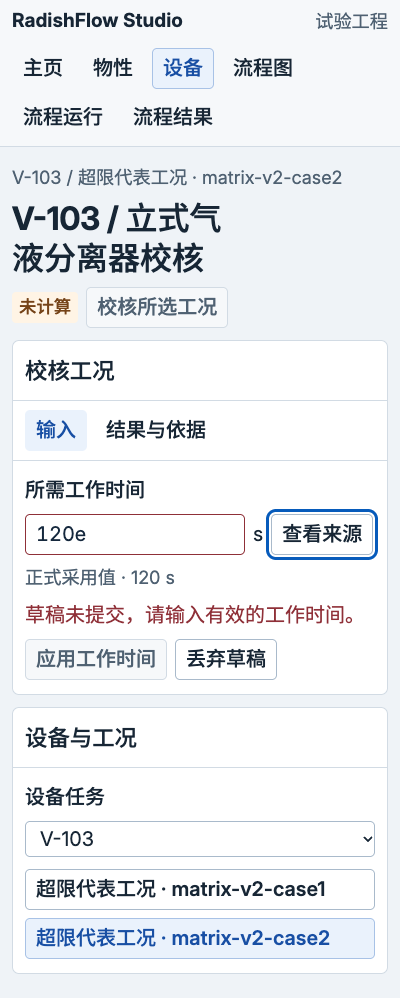 RadishFlow Studio 试验工程
主页 物性 设备 流程图
流程运行 流程结果
V-103 / 超限代表工况 · matrix-v2-case2
V-103 / 立式气
液分离器校核
未计算 校核所选工况
校核工况
输入 结果与依据
所需工作时间
120e s 查看来源
正式采用值 · 120 s
草稿未提交，请输入有效的工作时间。
应用工作时间 丢弃草稿
设备与工况
设备任务
V-103
超限代表工况 · matrix-v2-case1
超限代表工况 · matrix-v2-case2